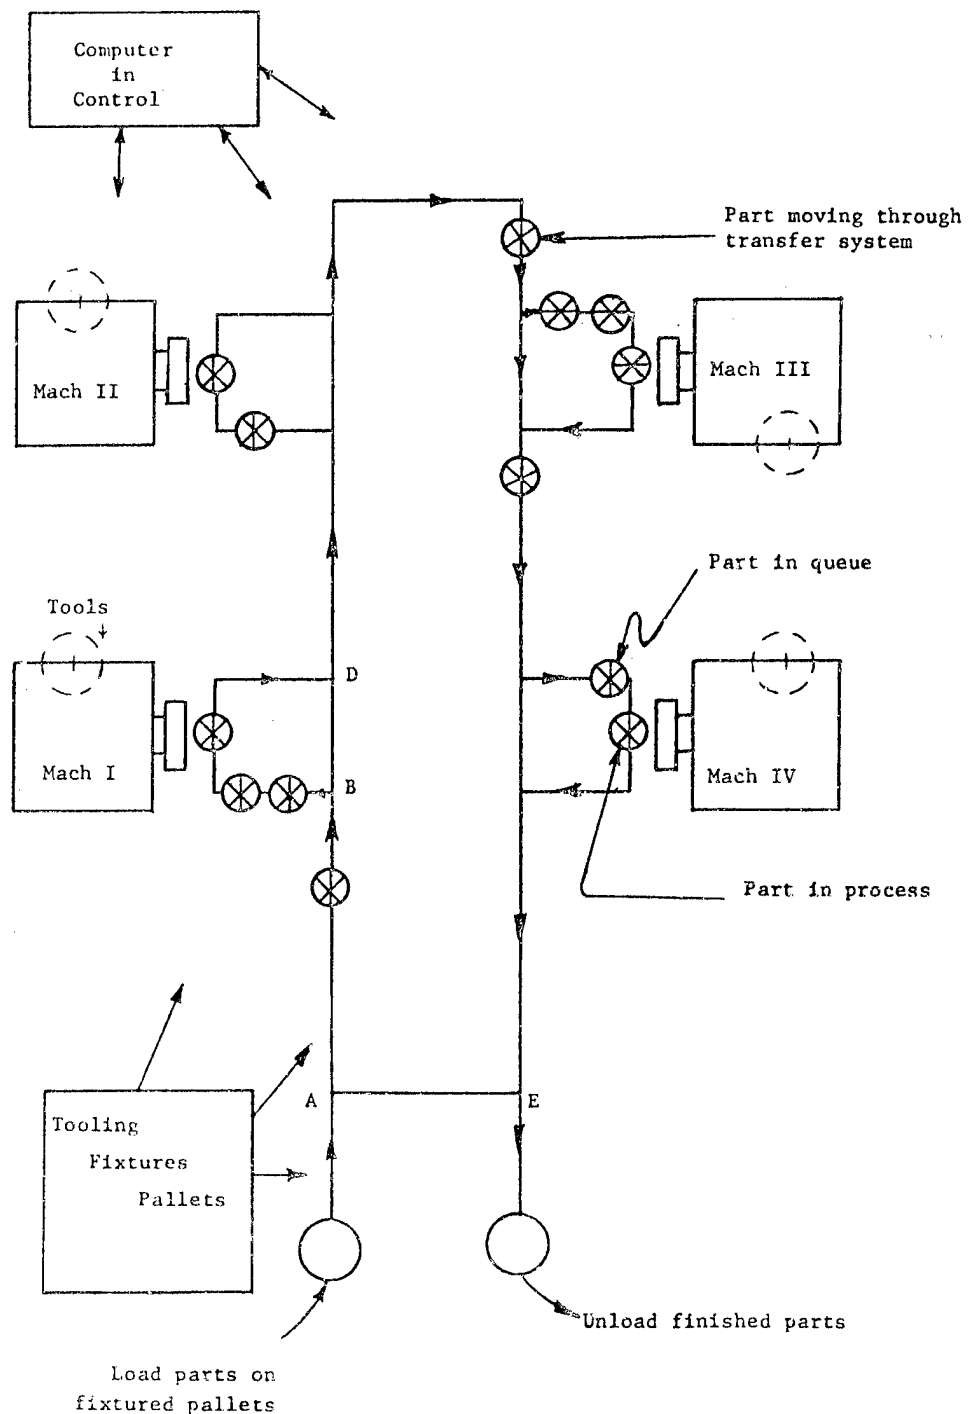 Computer
in
Control
Part moving through
transfer system
Mach II
Mach III
Part in queue
Tools
D
Mach I
B
Mach IV
Part in process
A
E
Tooling
Fixtures
Pallets
Unload finished parts
Load parts on
fixtured pallets